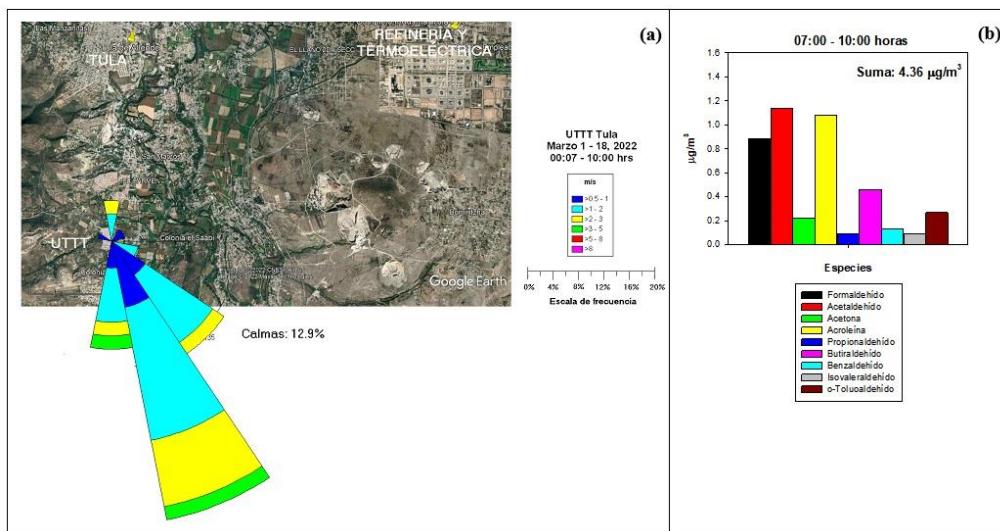 (a)
REFINERÍA Y
TERMOELÉCTRICA
TULA
UTTT
Google Earth
UTTT Tula
Marzo 1 - 18, 2022
00:07 - 10:00 hrs
m/s
>0.5 - 1
>1 - 2
>2 - 3
>3 - 5
>5 - 8
>8
0% 4% 8% 12% 16% 20%
Escala de frecuencia
Calmas: 12.9%
(b)
07:00 - 10:00 horas
Suma: 4.36 µg/m³
1.6
1.4
1.2
1.0
0.8
0.6
0.4
0.2
0.0
µg/m³
Especies
Formaldehído
Acetaldehído
Acetona
Acroleína
Propionaldehído
Butiraldehído
Benzaldehído
Isovaleraldehído
o-Toluoaldehído